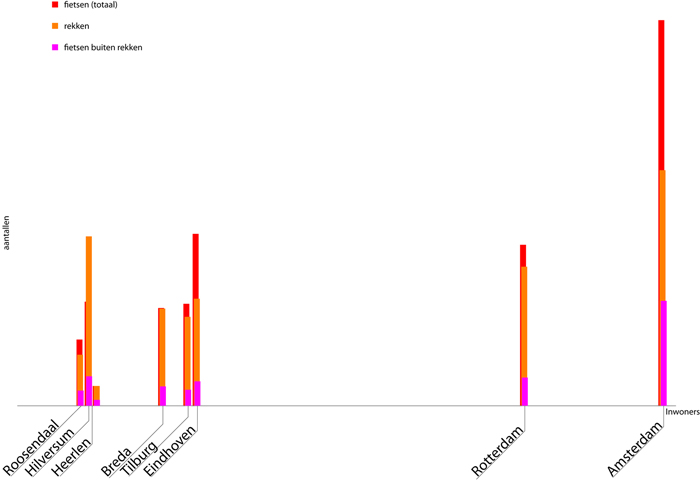 fietsen (totaal)
rekken
fietsen buiten rekken
aantallen
Inwoners
Roosendaal
Hilversum
Heerlen
Breda
Tilburg
Eindhoven
Rotterdam
Amsterdam